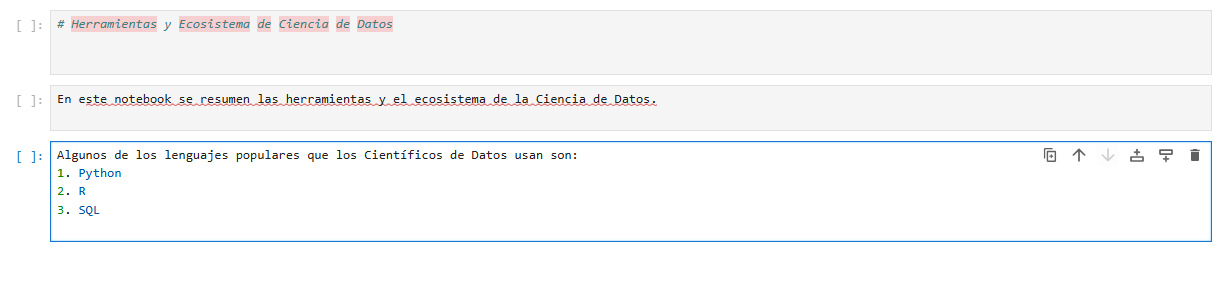 [ ]: # Herramientas y Ecosistema de Ciencia de Datos
[ ]: En este notebook se resumen las herramientas y el ecosistema de la Ciencia de Datos.
[ ]: Algunos de los lenguajes populares que los Científicos de Datos usan son:
1. Python
2. R
3. SQL